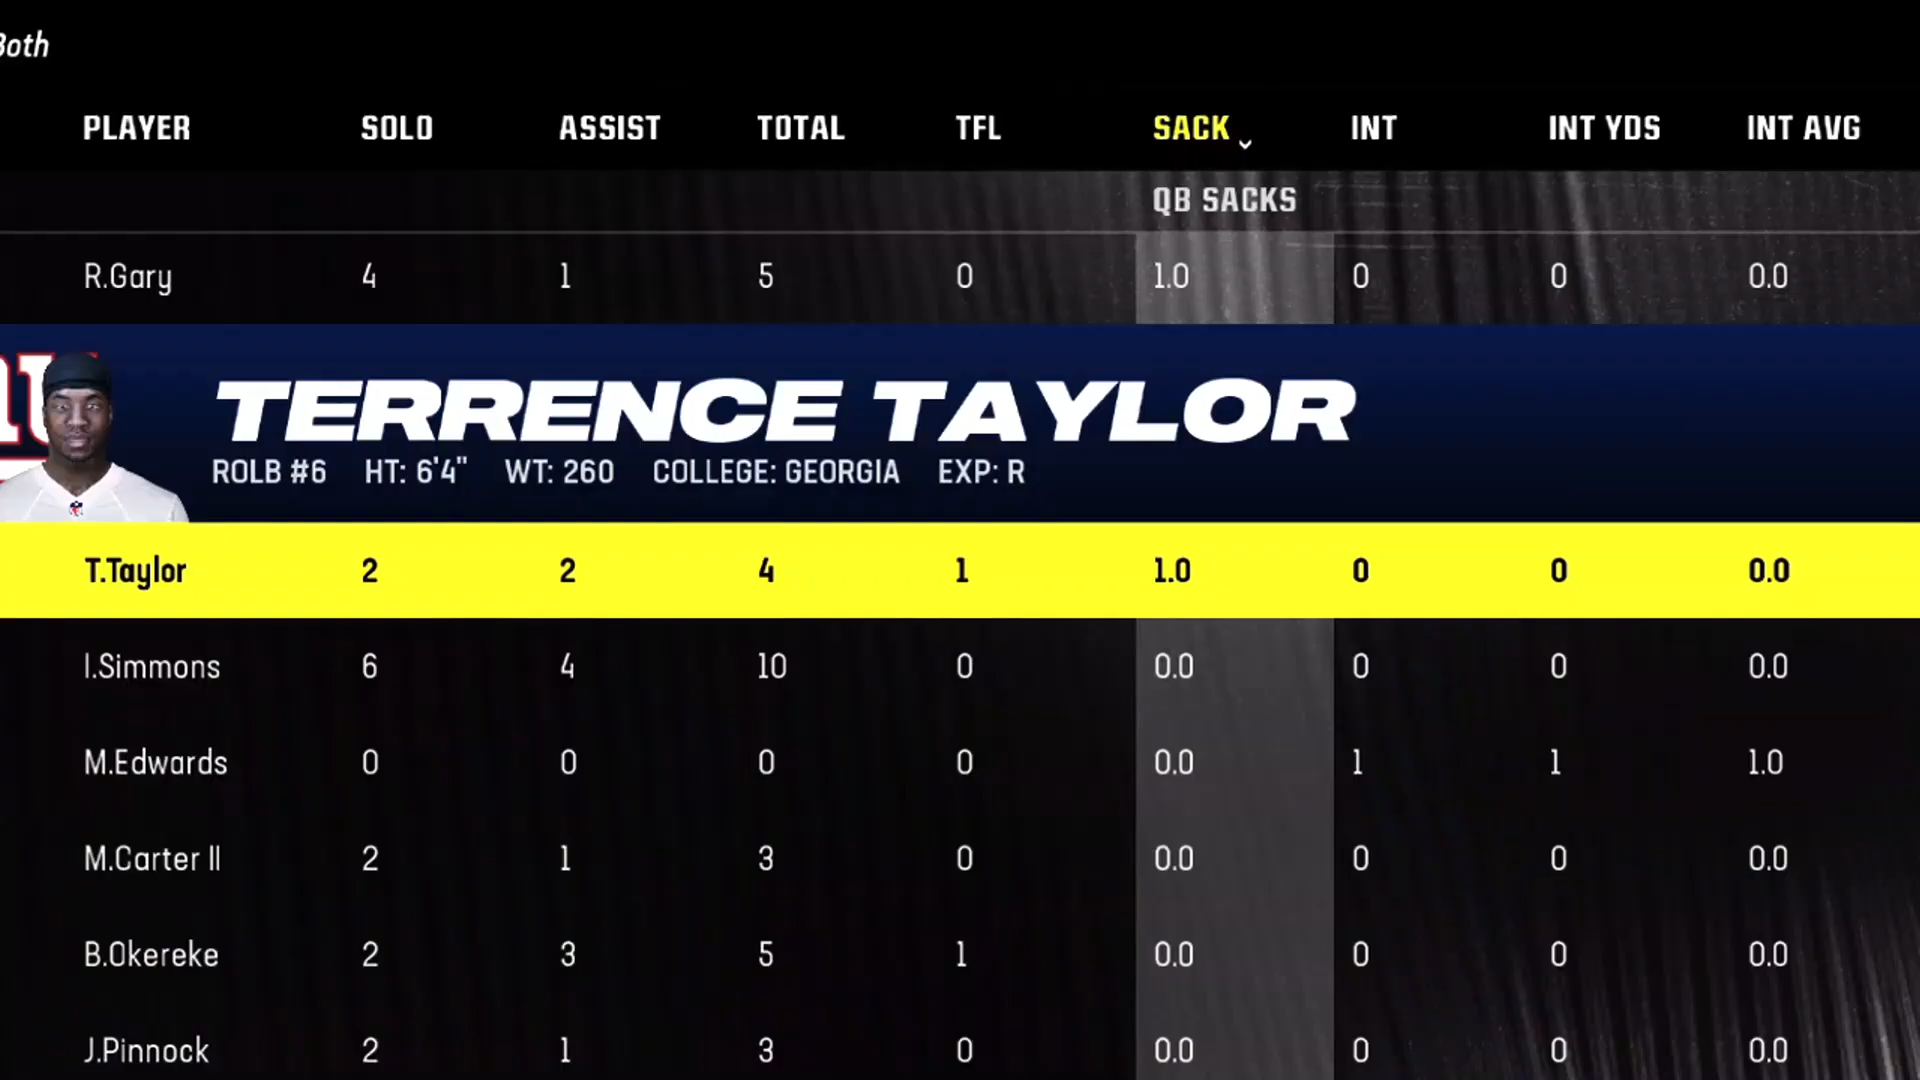 Both
PLAYER SOLO ASSIST TOTAL TFL SACK INT INT YDS INT AVG
QB SACKS
R.Gary 4 1 5 0 1.0 0 0 0.0
TERRENCE TAYLOR
ROLB #6 HT: 6'4" WT: 260 COLLEGE: GEORGIA EXP: R
T.Taylor 2 2 4 1 1.0 0 0 0.0
I.Simmons 6 4 10 0 0.0 0 0 0.0
M.Edwards 0 0 0 0 0.0 1 1 1.0
M.Carter II 2 1 3 0 0.0 0 0 0.0
B.Okereke 2 3 5 1 0.0 0 0 0.0
J.Pinnock 2 1 3 0 0.0 0 0 0.0